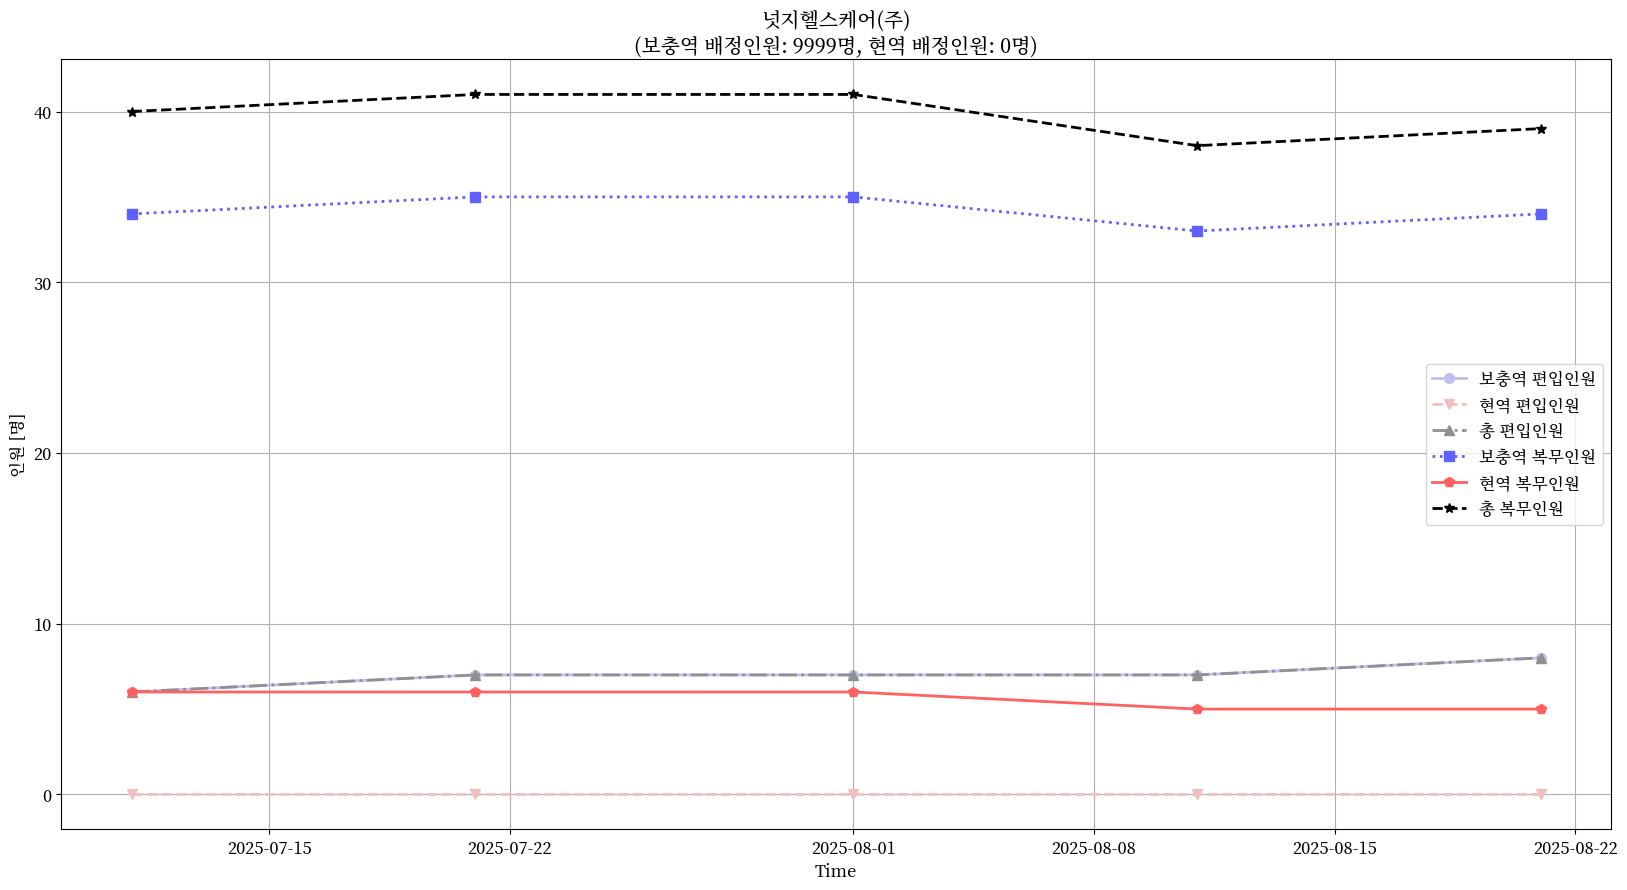 넛지헬스케어(주)
(보충역 배정인원: 9999명, 현역 배정인원: 0명)
인원 [명]
40
30
20
10
0
보충역 편입인원
현역 편입인원
총 편입인원
보충역 복무인원
현역 복무인원
총 복무인원
2025-07-15
2025-07-22
2025-08-01
2025-08-08
2025-08-15
2025-08-22
Time